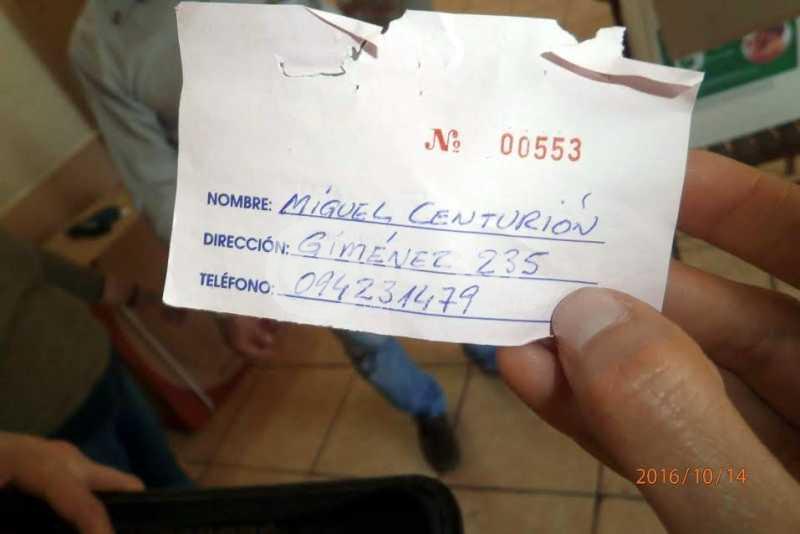 Nº 00553
NOMBRE: MIGUEL CENTURIÓN
DIRECCIÓN: GIMÉNEZ 235
TELÉFONO: 094231479
2016/10/14